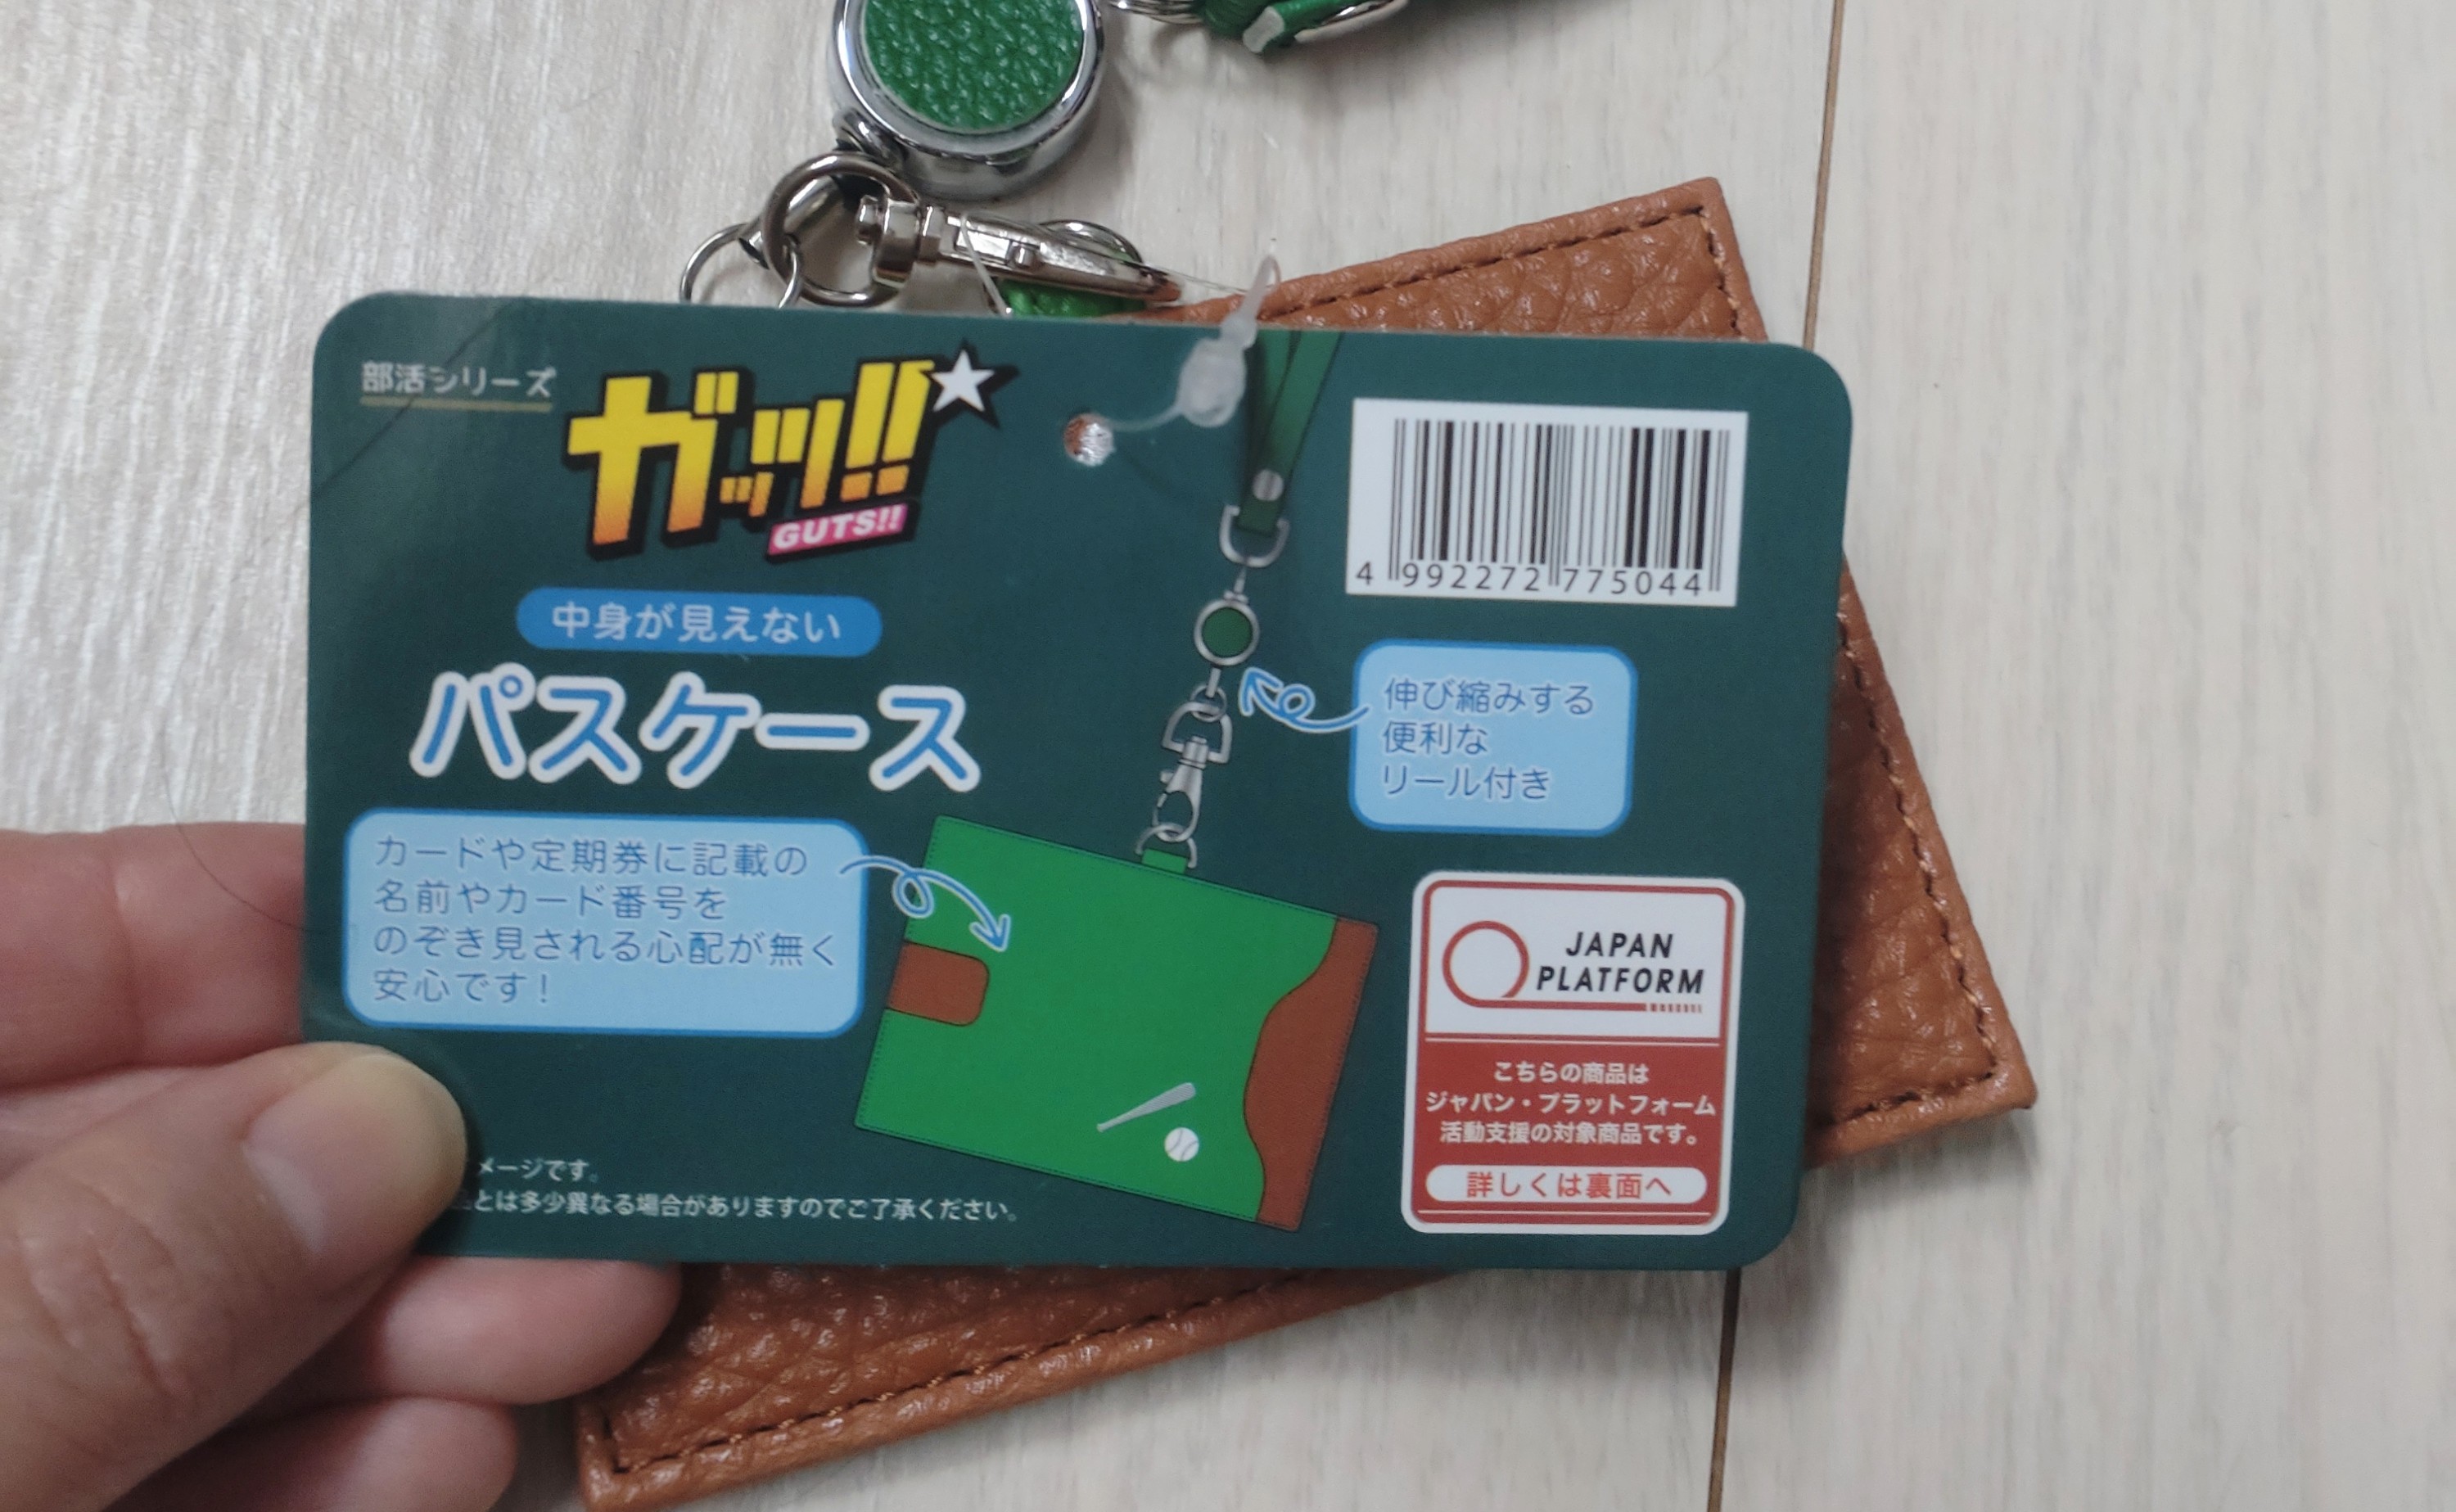 部活シリーズ
ガッツ!!
GUTS!!
中身が見えない
パスケース
カードや定期券に記載の
名前やカード番号を
のぞき見される心配が無く
安心です!
4 992272 775044
伸び縮みする
便利な
リール付き
JAPAN
PLATFORM
こちらの商品は
ジャパン・プラットフォーム
活動支援の対象商品です。
詳しくは裏面へ
メージです。
とは多少異なる場合がありますのでご了承ください。